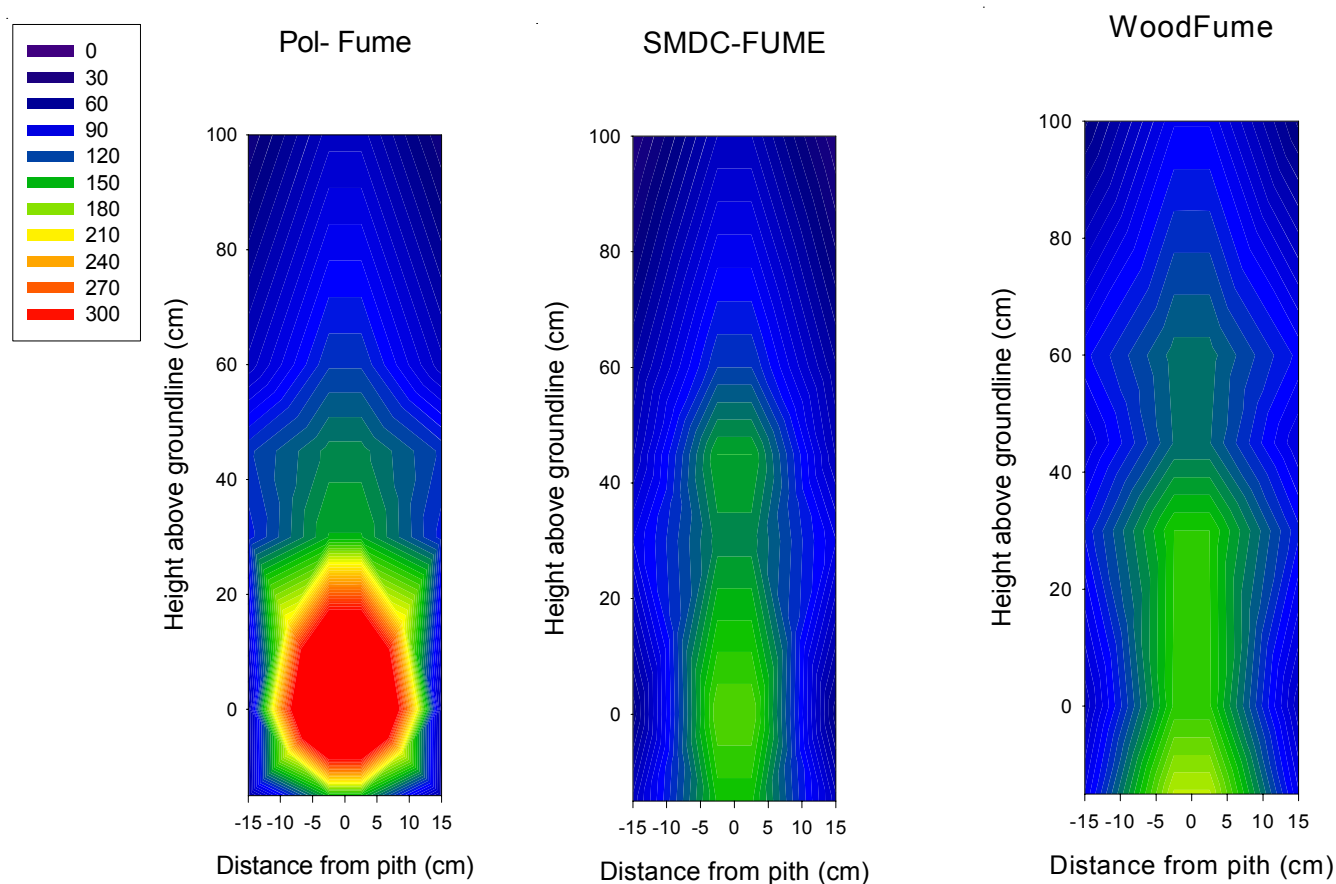 Pol- Fume
SMDC-FUME
WoodFume
0
30
60
90
120
150
180
210
240
270
300
Height above groundline (cm)
100
80
60
40
20
0
-15 -10 -5 0 5 10 15
Distance from pith (cm)
Height above groundline (cm)
100
80
60
40
20
0
-15 -10 -5 0 5 10 15
Distance from pith (cm)
Height above groundline (cm)
100
80
60
40
20
0
-15 -10 -5 0 5 10 15
Distance from pith (cm)